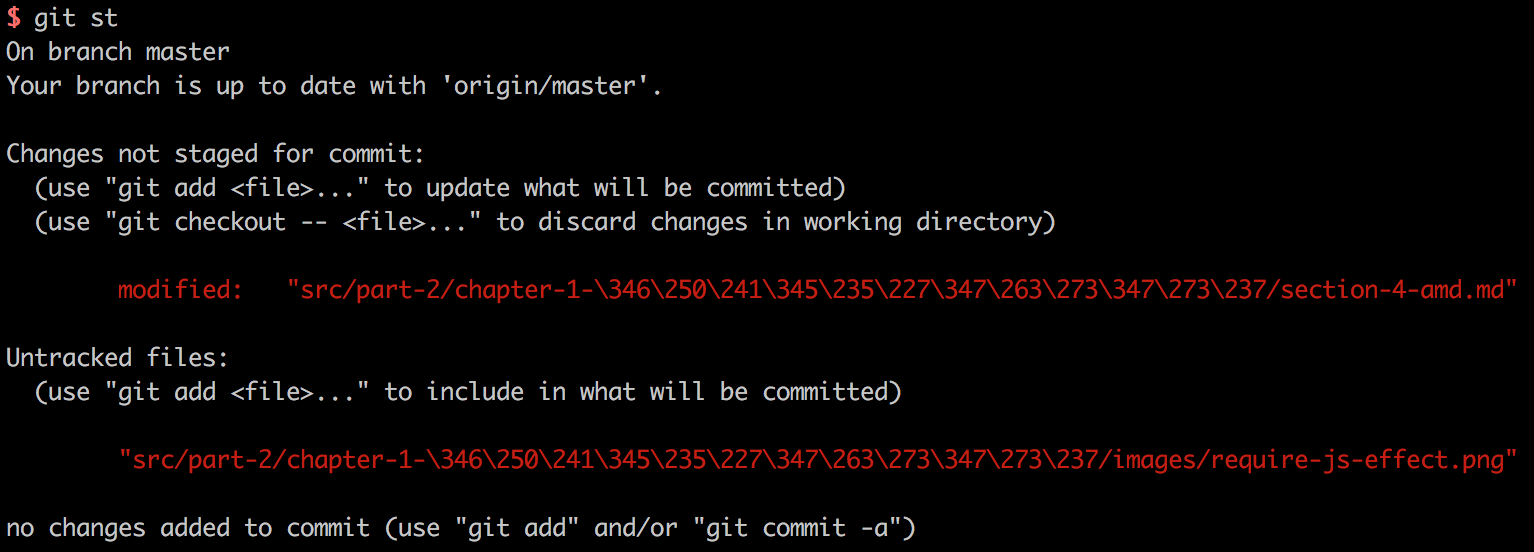 $ git st
On branch master
Your branch is up to date with 'origin/master'.
Changes not staged for commit:
(use "git add <file>..." to update what will be committed)
(use "git checkout -- <file>..." to discard changes in working directory)
modified:   "src/part-2/chapter-1-\346\250\241\345\235\227\347\263\273\347\273\237/section-4-amd.md"
Untracked files:
(use "git add <file>..." to include in what will be committed)
"src/part-2/chapter-1-\346\250\241\345\235\227\347\263\273\347\273\237/images/require-js-effect.png"
no changes added to commit (use "git add" and/or "git commit -a")